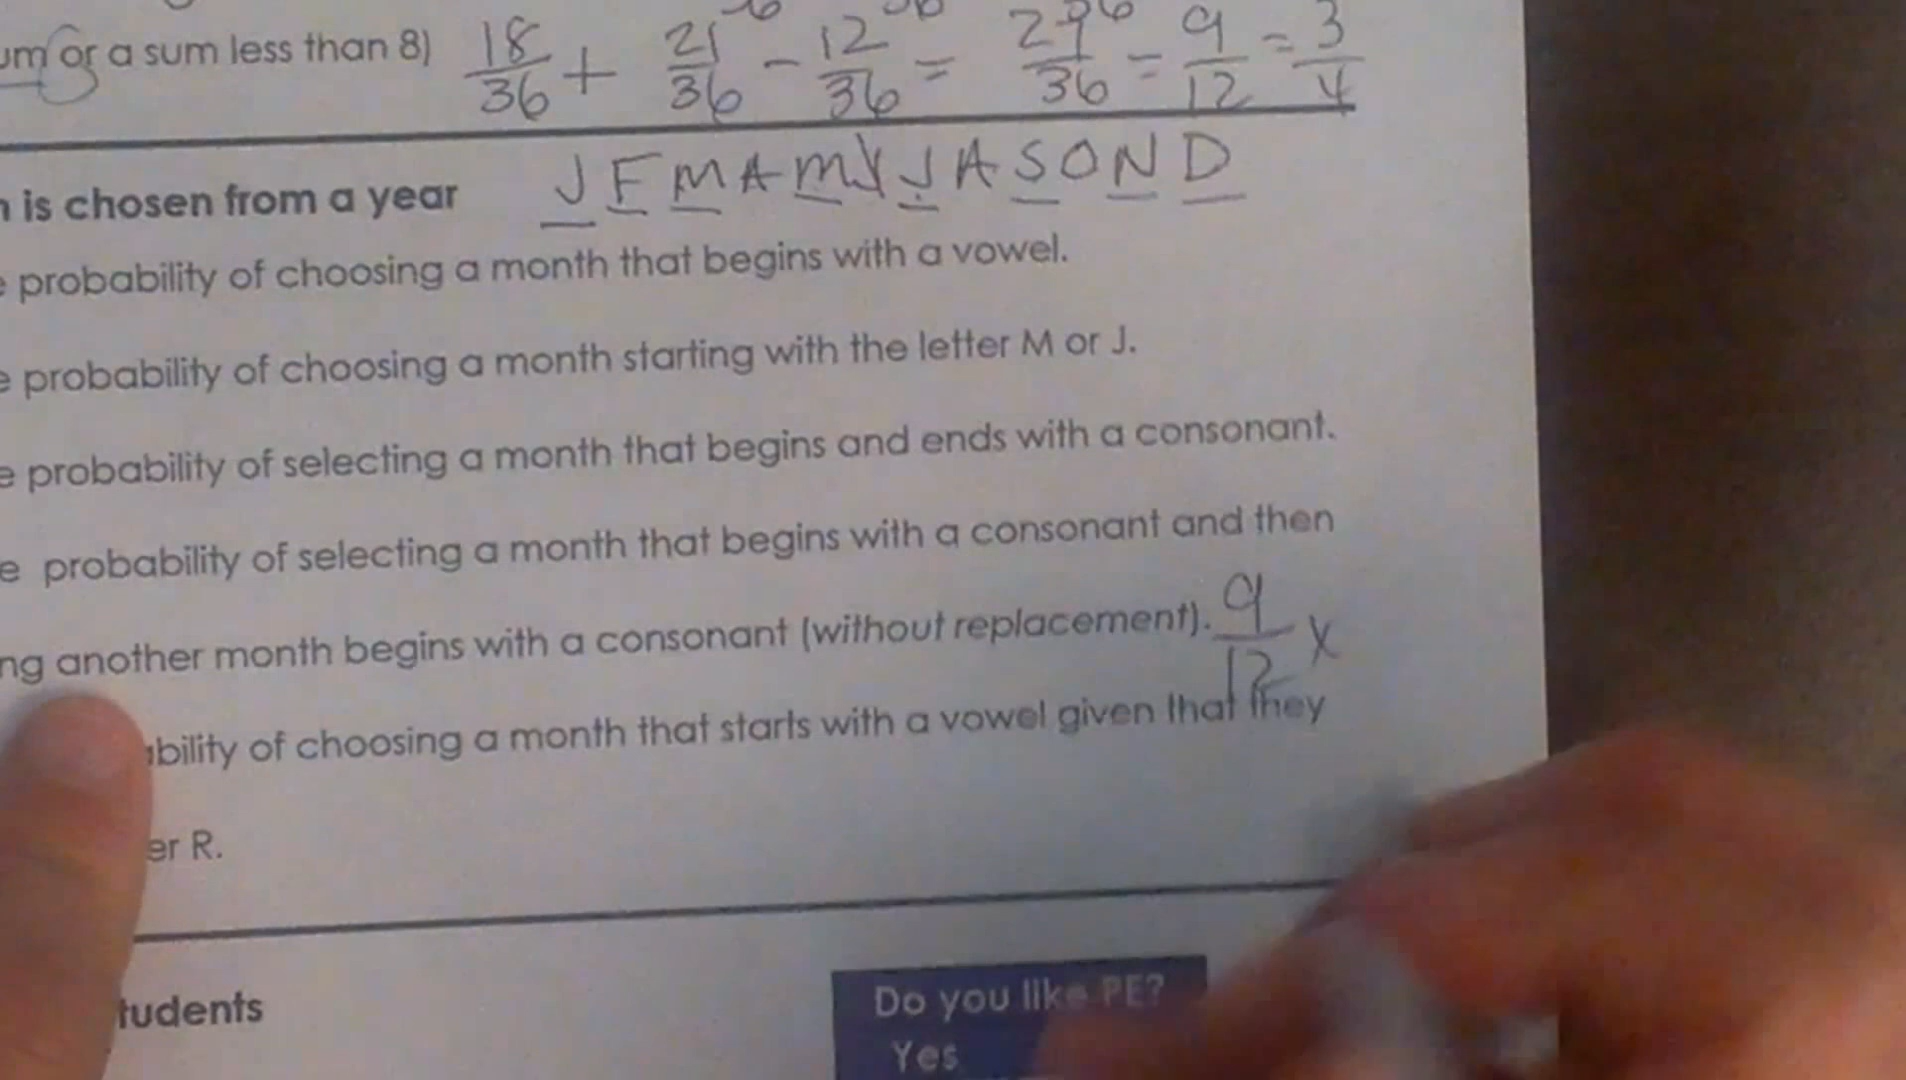 or a sum less than 8) 18/36 + 21/36 - 12/36 = 27/36 = 9/12 = 3/4
is chosen from a year J F M A M J A S O N D
probability of choosing a month that begins with a vowel.
probability of choosing a month starting with the letter M or J.
probability of selecting a month that begins and ends with a consonant.
probability of selecting a month that begins with a consonant and then
another month begins with a consonant (without replacement). 9/12 x
bility of choosing a month that starts with a vowel given that they
er R.
tudents
Do you like PE?
Yes